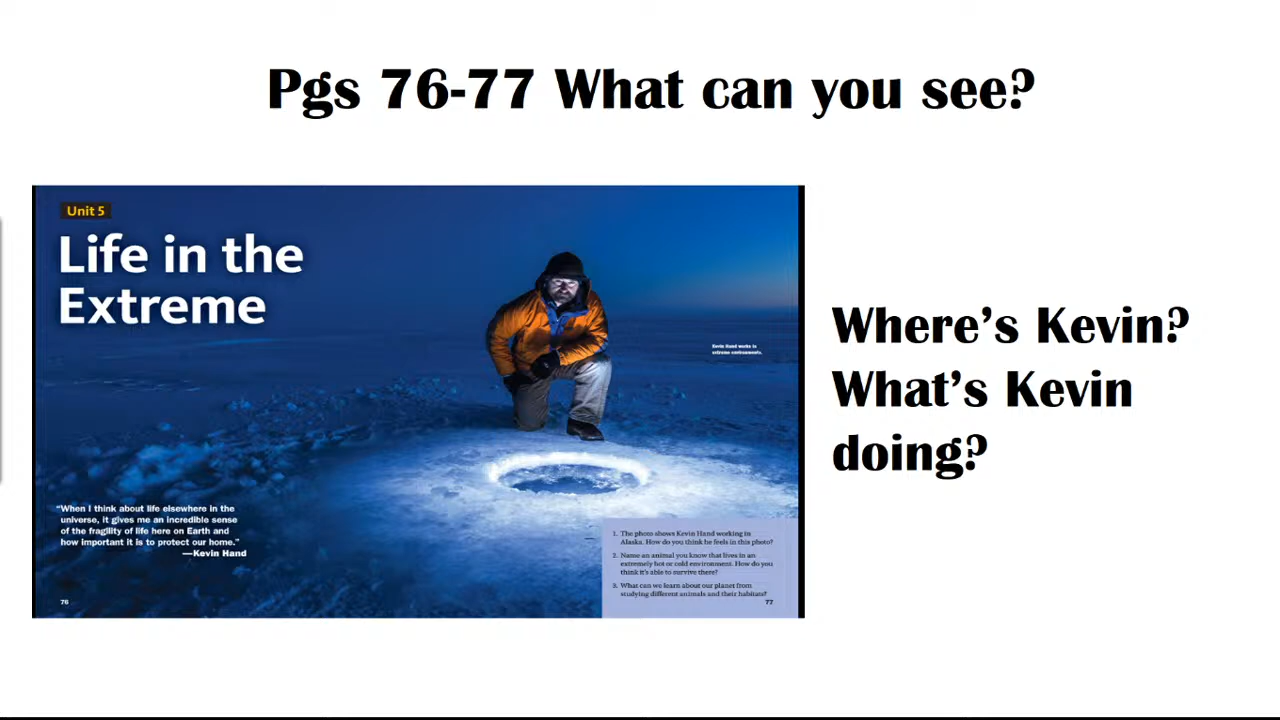 Pgs 76-77 What can you see?
Unit 5
Life in the
Extreme
Kevin Hand works in
extreme environments.
"When I think about life elsewhere in the
universe, it gives me an incredible sense
of the fragility of life here on Earth and
how important it is to protect our home."
—Kevin Hand
1. The photo shows Kevin Hand working in
Alaska. How do you think he feels in this photo?
2. Name an animal you know that lives in an
extremely hot or cold environment. How do you
think it's able to survive there?
3. What can we learn about our planet from
studying different animals and their habitats?
76
77
Where's Kevin?
What's Kevin
doing?